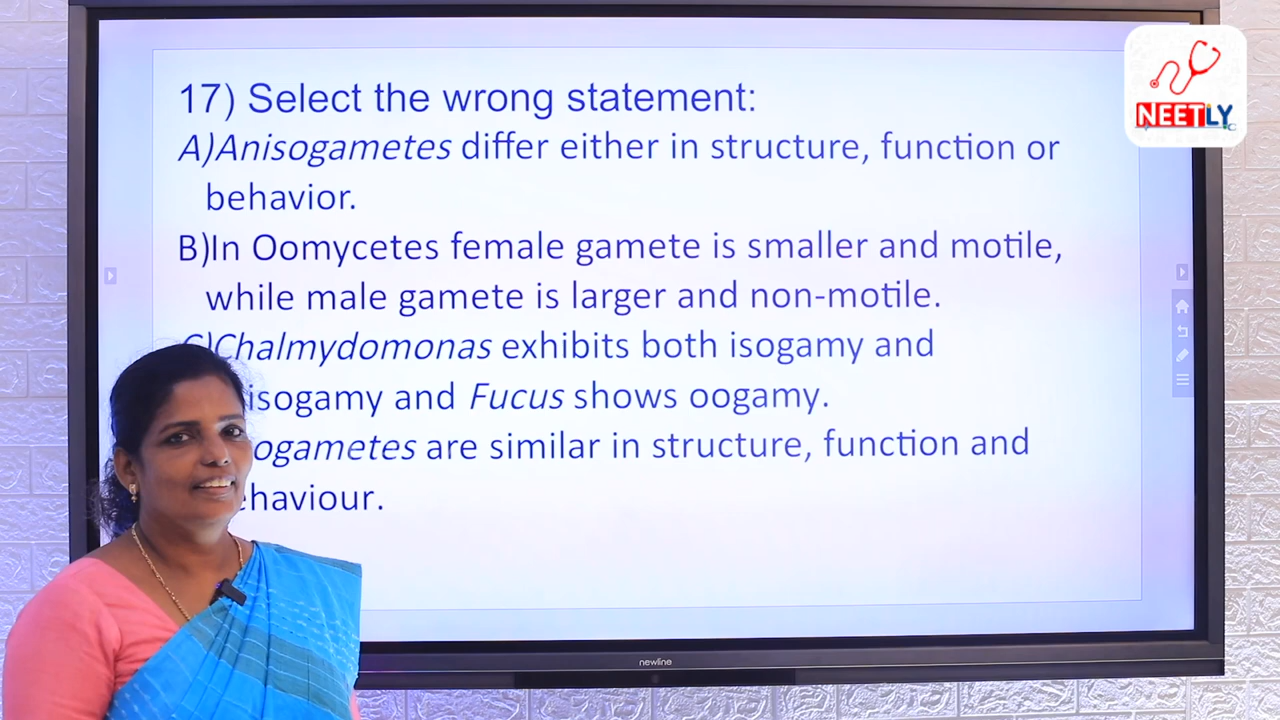 NEETLY
17) Select the wrong statement:
A)Anisogametes differ either in structure, function or
behavior.
B)In Oomycetes female gamete is smaller and motile,
while male gamete is larger and non-motile.
Chalmydomonas exhibits both isogamy and
isogamy and Fucus shows oogamy.
ogametes are similar in structure, function and
ehaviour.
newline